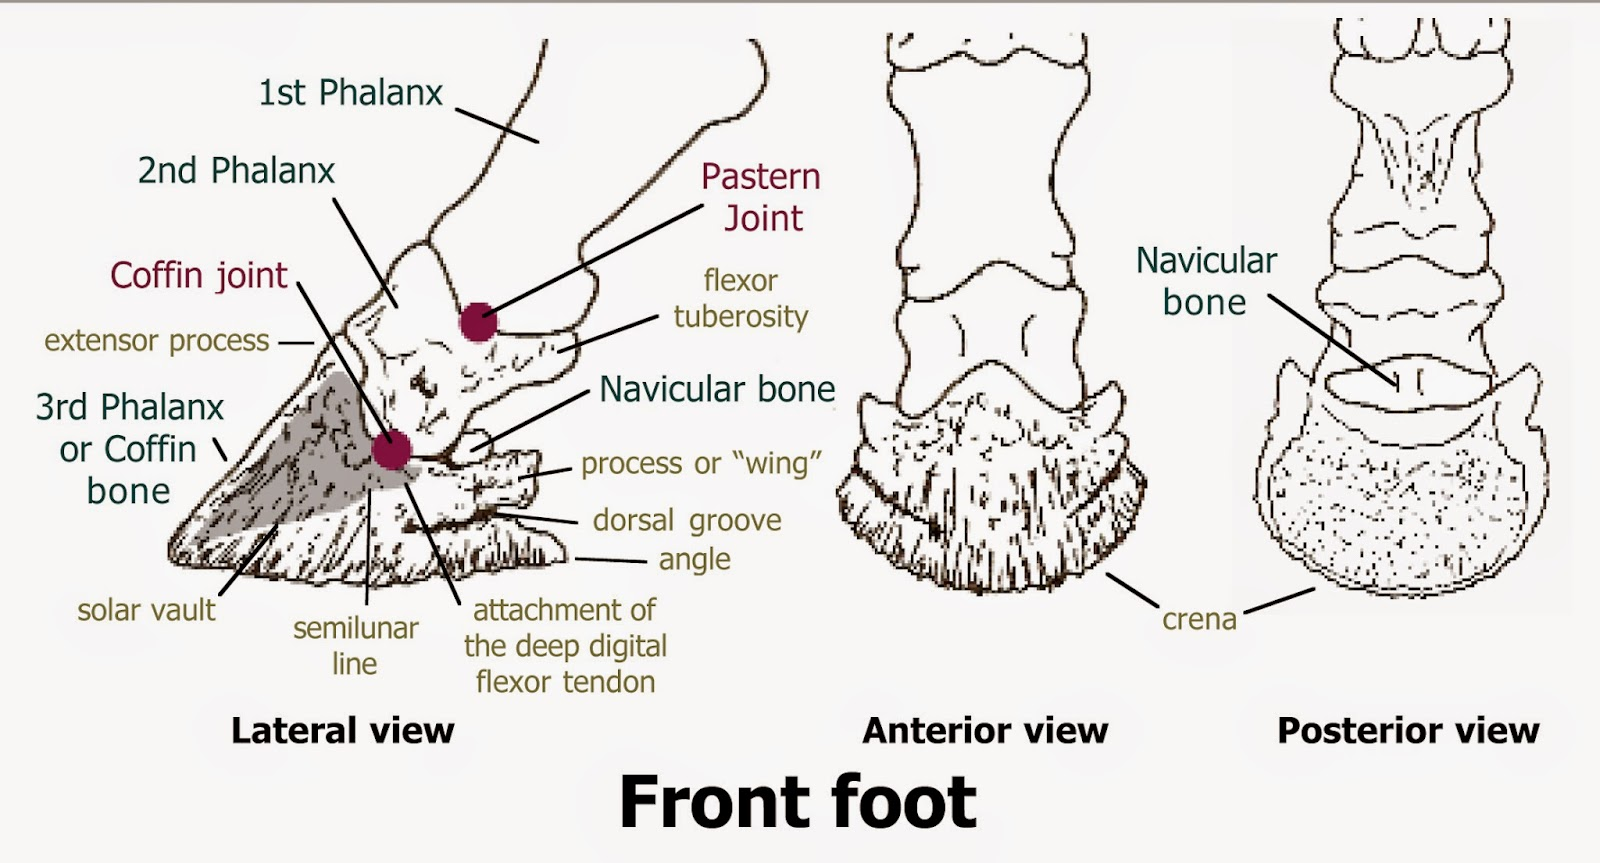 1st Phalanx
2nd Phalanx
Pastern
Joint
Coffin joint
flexor
tuberosity
extensor process
Navicular bone
3rd Phalanx
or Coffin
bone
process or “wing”
dorsal groove
angle
solar vault
semilunar
line
attachment of
the deep digital
flexor tendon
Navicular
bone
crena
Lateral view
Anterior view
Posterior view
Front foot